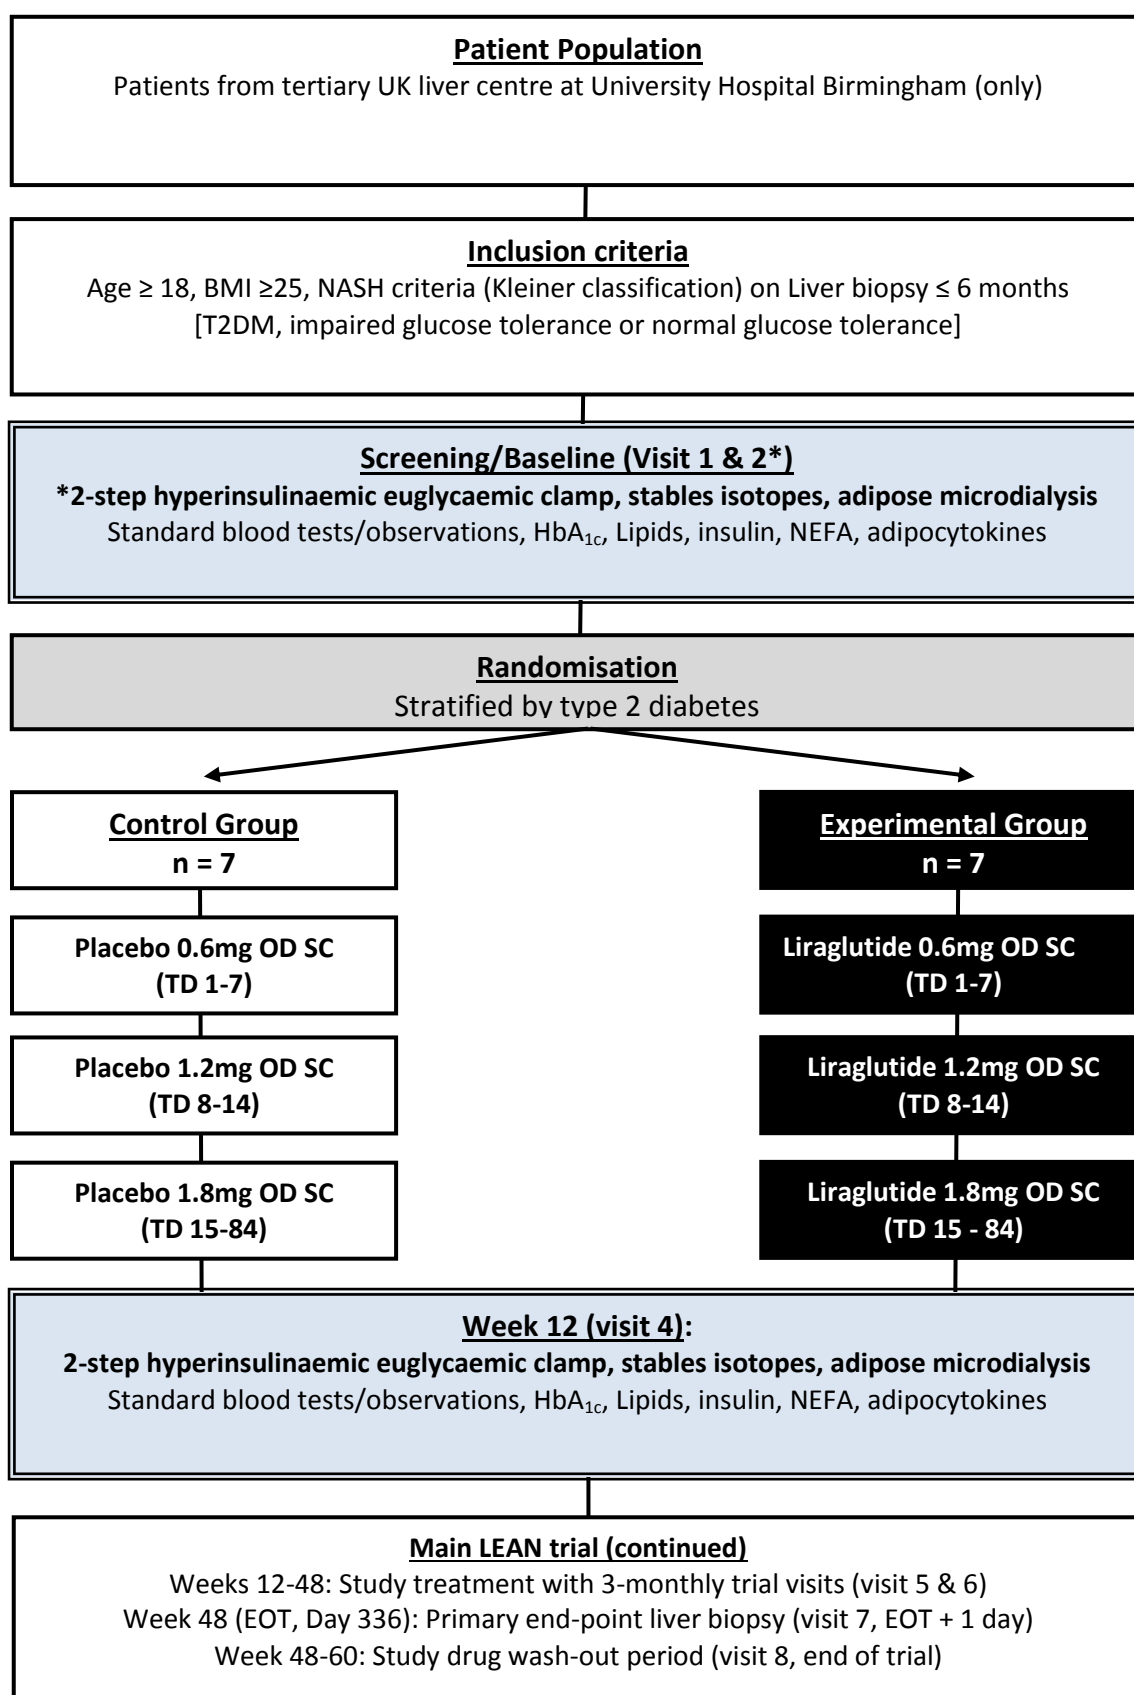 Patient Population
Patients from tertiary UK liver centre at University Hospital Birmingham (only)
Inclusion criteria
Age ≥ 18, BMI ≥25, NASH criteria (Kleiner classification) on Liver biopsy ≤ 6 months
[T2DM, impaired glucose tolerance or normal glucose tolerance]
Screening/Baseline (Visit 1 & 2*)
*2-step hyperinsulinaemic euglycaemic clamp, stables isotopes, adipose microdialysis
Standard blood tests/observations, HbA1c, Lipids, insulin, NEFA, adipocytokines
Randomisation
Stratified by type 2 diabetes
Control Group
n = 7
Experimental Group
n = 7
Placebo 0.6mg OD SC
(TD 1-7)
Liraglutide 0.6mg OD SC
(TD 1-7)
Placebo 1.2mg OD SC
(TD 8-14)
Liraglutide 1.2mg OD SC
(TD 8-14)
Placebo 1.8mg OD SC
(TD 15-84)
Liraglutide 1.8mg OD SC
(TD 15 - 84)
Week 12 (visit 4):
2-step hyperinsulinaemic euglycaemic clamp, stables isotopes, adipose microdialysis
Standard blood tests/observations, HbA1c, Lipids, insulin, NEFA, adipocytokines
Main LEAN trial (continued)
Weeks 12-48: Study treatment with 3-monthly trial visits (visit 5 & 6)
Week 48 (EOT, Day 336): Primary end-point liver biopsy (visit 7, EOT + 1 day)
Week 48-60: Study drug wash-out period (visit 8, end of trial)